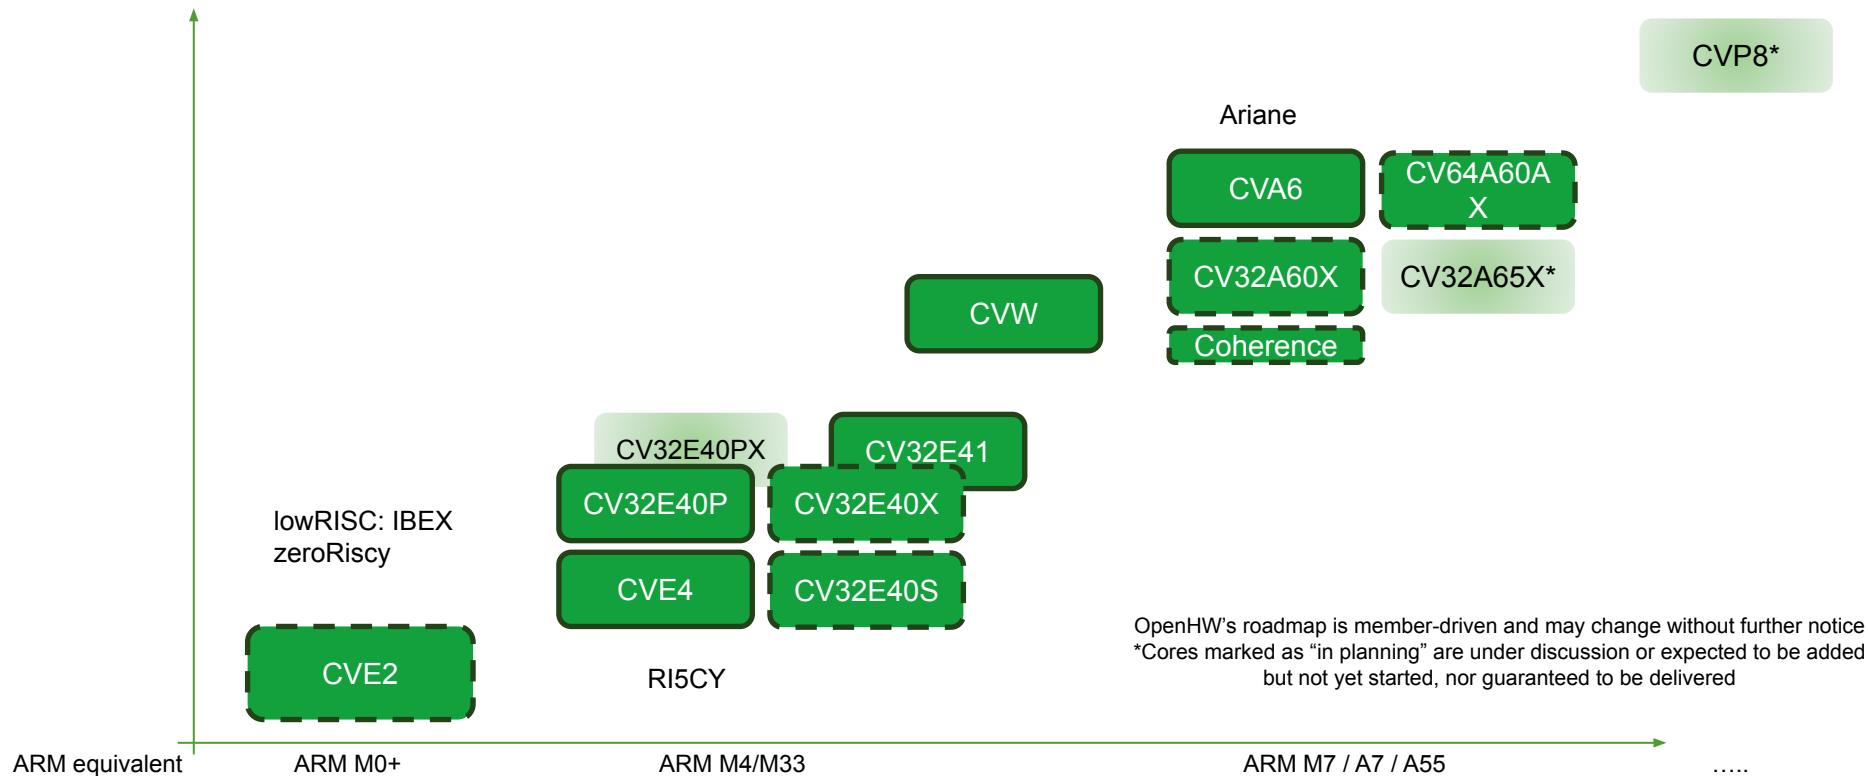 CVP8*
Ariane
CVA6
CV64A60A
X
CV32A60X
CV32A65X*
CVW
Coherence
CV32E40PX
CV32E41
CV32E40P
CV32E40X
lowRISC: IBEX
zeroRiscy
CVE4
CV32E40S
OpenHW’s roadmap is member-driven and may change without further notice
*Cores marked as “in planning” are under discussion or expected to be added
but not yet started, nor guaranteed to be delivered
CVE2
RI5CY
ARM equivalent
ARM M0+
ARM M4/M33
ARM M7 / A7 / A55
…..